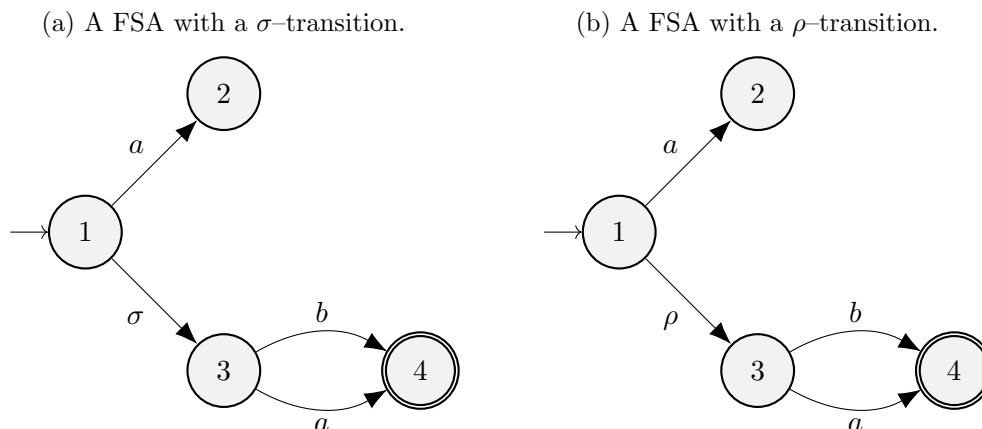 (a) A FSA with a σ–transition.
2
a
1
σ
3
b
a
4
(b) A FSA with a ρ–transition.
2
a
1
ρ
3
b
a
4